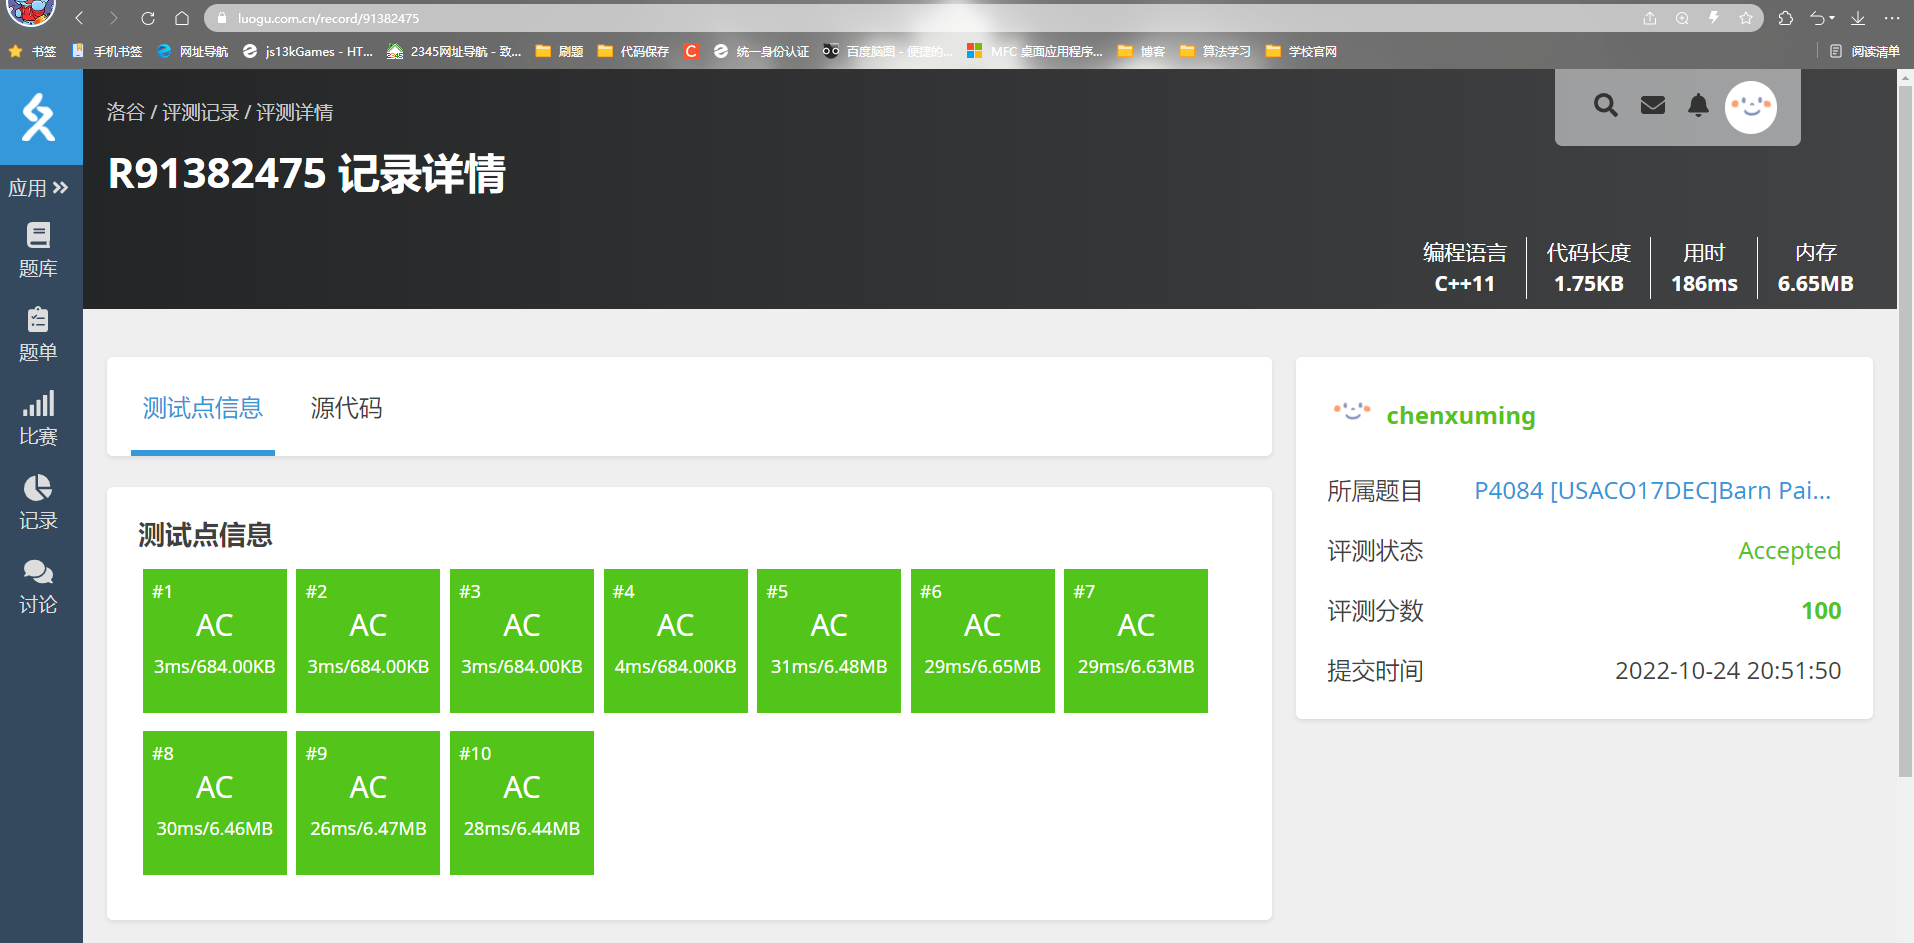 luogu.com.cn/record/91382475
书签 手机书签 网址导航 js13kGames - HT... 2345网址导航 - 致... 刷题 代码保存 C 统一身份认证 百度脑图 - 便捷的... MFC 桌面应用程序... 博客 算法学习 学校官网 阅读清单
洛谷 / 评测记录 / 评测详情
R91382475 记录详情
应用
题库
题单
比赛
记录
讨论
编程语言 代码长度 用时 内存
C++11 1.75KB 186ms 6.65MB
测试点信息 源代码
测试点信息
#1 #2 #3 #4 #5 #6 #7
AC AC AC AC AC AC AC
3ms/684.00KB 3ms/684.00KB 3ms/684.00KB 4ms/684.00KB 31ms/6.48MB 29ms/6.65MB 29ms/6.63MB
#8 #9 #10
AC AC AC
30ms/6.46MB 26ms/6.47MB 28ms/6.44MB
chenxuming
所属题目 P4084 [USACO17DEC]Barn Pai...
评测状态 Accepted
评测分数 100
提交时间 2022-10-24 20:51:50